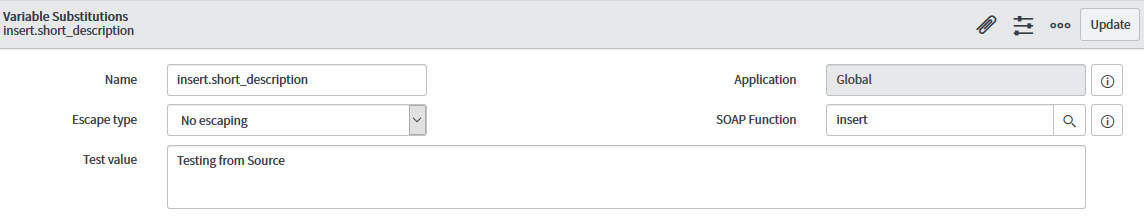 Variable Substitutions
insert.short_description
Update
Name insert.short_description Application Global
Escape type No escaping SOAP Function insert
Test value Testing from Source